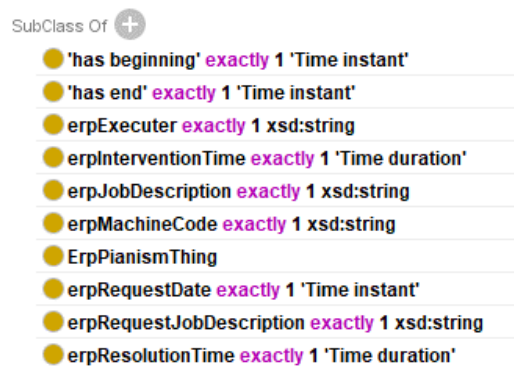 SubClass Of
'has beginning' exactly 1 'Time instant'
'has end' exactly 1 'Time instant'
erpExecuter exactly 1 xsd:string
erpInterventionTime exactly 1 'Time duration'
erpJobDescription exactly 1 xsd:string
erpMachineCode exactly 1 xsd:string
ErpPianismThing
erpRequestDate exactly 1 'Time instant'
erpRequestJobDescription exactly 1 xsd:string
erpResolutionTime exactly 1 'Time duration'